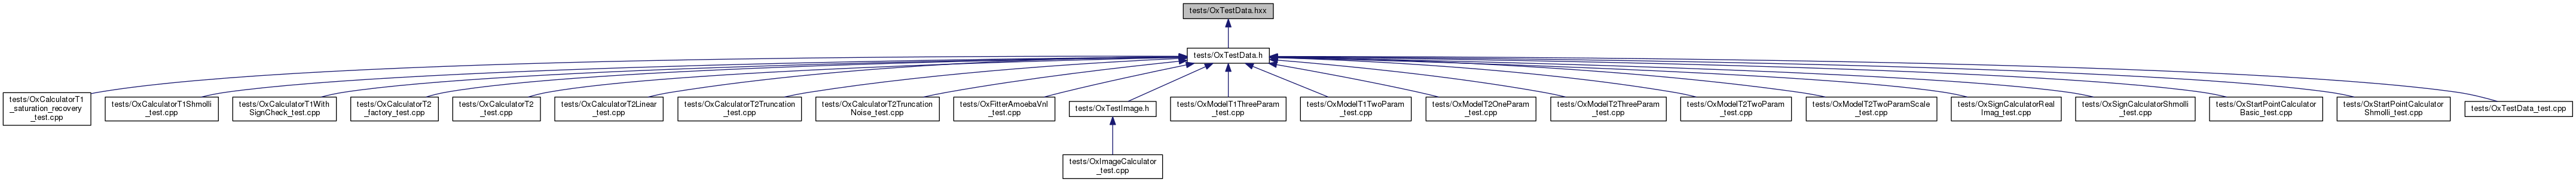 tests/OxTestData.hxx
tests/OxTestData.h
tests/OxCalculatorT1
_saturation_recovery
_test.cpp
tests/OxCalculatorT1Shmolli
_test.cpp
tests/OxCalculatorT1With
SignCheck_test.cpp
tests/OxCalculatorT2
_factory_test.cpp
tests/OxCalculatorT2
_test.cpp
tests/OxCalculatorT2Linear
_test.cpp
tests/OxCalculatorT2Truncation
_test.cpp
tests/OxCalculatorT2Truncation
Noise_test.cpp
tests/OxFitterAmoebaVnl
_test.cpp
tests/OxTestImage.h
tests/OxModelT1ThreeParam
_test.cpp
tests/OxModelT1TwoParam
_test.cpp
tests/OxModelT2OneParam
_test.cpp
tests/OxModelT2ThreeParam
_test.cpp
tests/OxModelT2TwoParam
_test.cpp
tests/OxModelT2TwoParamScale
_test.cpp
tests/OxSignCalculatorReal
Imag_test.cpp
tests/OxSignCalculatorShmolli
_test.cpp
tests/OxStartPointCalculator
Basic_test.cpp
tests/OxStartPointCalculator
Shmolli_test.cpp
tests/OxTestData_test.cpp
tests/OxImageCalculator
_test.cpp